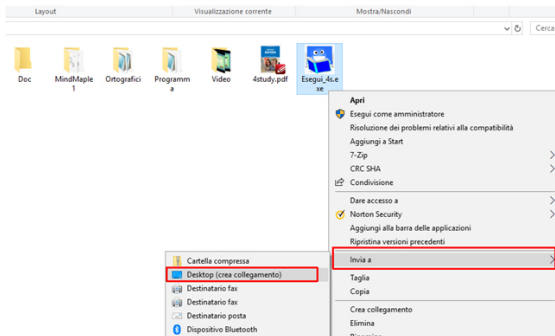 Layout
Visualizzazione corrente
Mostra/Nascondi
Cerca
Doc
MindMaple
1
Ortografici
Programm
a
Video
4study.pdf
Esegui_4s.e
xe
Apri
Esegui come amministratore
Risoluzione dei problemi relativi alla compatibilità
Aggiungi a Start
7-Zip
CRC SHA
Condivisione
Dare accesso a
Norton Security
Aggiungi alla barra delle applicazioni
Ripristina versioni precedenti
Invia a
Taglia
Copia
Crea collegamento
Elimina
Cartella compressa
Desktop (crea collegamento)
Destinatario fax
Destinatario fax
Destinatario posta
Dispositivo Bluetooth